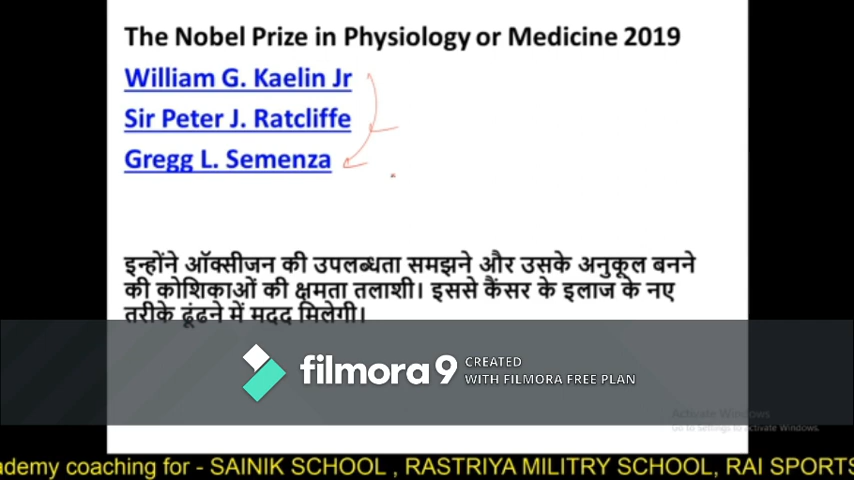 The Nobel Prize in Physiology or Medicine 2019
William G. Kaelin Jr
Sir Peter J. Ratcliffe
Gregg L. Semenza
इन्होंने ऑक्सीजन की उपलब्धता समझने और उसके अनुकूल बनने
की कोशिकाओं की क्षमता तलाशी। इससे कैंसर के इलाज के नए
तरीके ढूंढने में मदद मिलेगी।
filmora 9 CREATED
WITH FILMORA FREE PLAN
Activate Windows
Go to Settings to activate Windows.
ademy coaching for - SAINIK SCHOOL , RASTRIYA MILITRY SCHOOL, RAI SPORTS